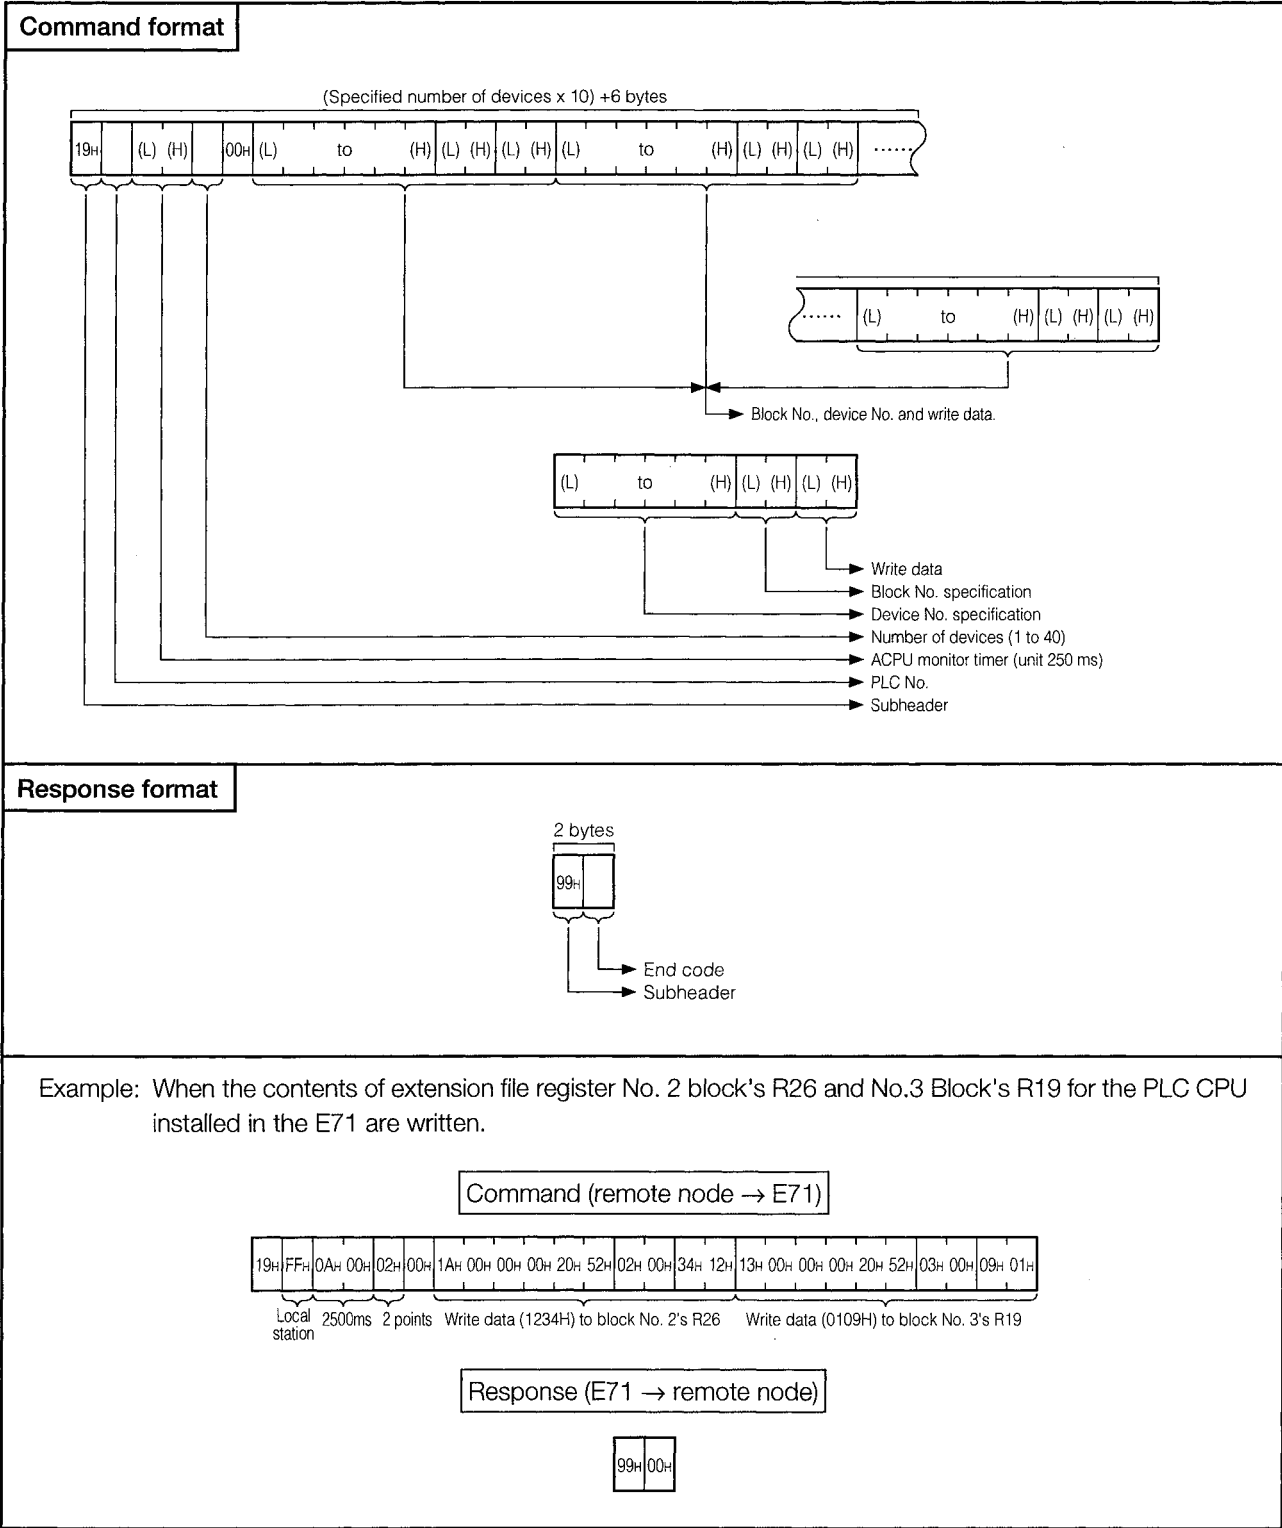 Command format
(Specified number of devices x 10) +6 bytes
19H (L) (H) 00H (L) to (H) (L) (H) (L) (H) (L) to (H) (L) (H) (L) (H) ......
...... (L) to (H) (L) (H) (L) (H)
Block No., device No. and write data.
(L) to (H) (L) (H) (L) (H)
Write data
Block No. specification
Device No. specification
Number of devices (1 to 40)
ACPU monitor timer (unit 250 ms)
PLC No.
Subheader
Response format
2 bytes
99H
End code
Subheader
Example: When the contents of extension file register No. 2 block's R26 and No.3 Block's R19 for the PLC CPU
installed in the E71 are written.
Command (remote node → E71)
19H FFH 0AH 00H 02H 00H 1AH 00H 00H 00H 20H 52H 02H 00H 34H 12H 13H 00H 00H 00H 20H 52H 03H 00H 09H 01H
Local station 2500ms 2 points Write data (1234H) to block No. 2's R26 Write data (0109H) to block No. 3's R19
Response (E71 → remote node)
99H 00H